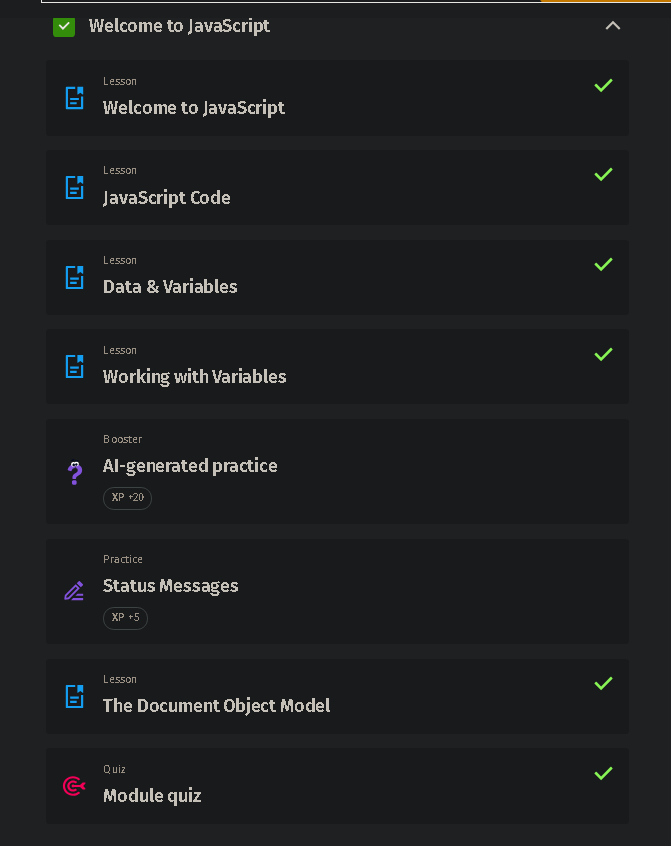 Welcome to JavaScript
Lesson
Welcome to JavaScript
Lesson
JavaScript Code
Lesson
Data & Variables
Lesson
Working with Variables
Booster
AI-generated practice
XP +20
Practice
Status Messages
XP +5
Lesson
The Document Object Model
Quiz
Module quiz